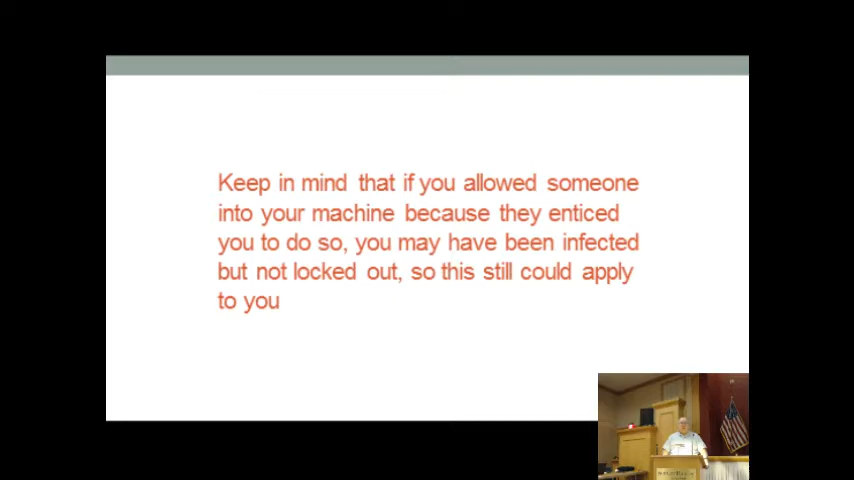 Keep in mind that if you allowed someone
into your machine because they enticed
you to do so, you may have been infected
but not locked out, so this still could apply
to you